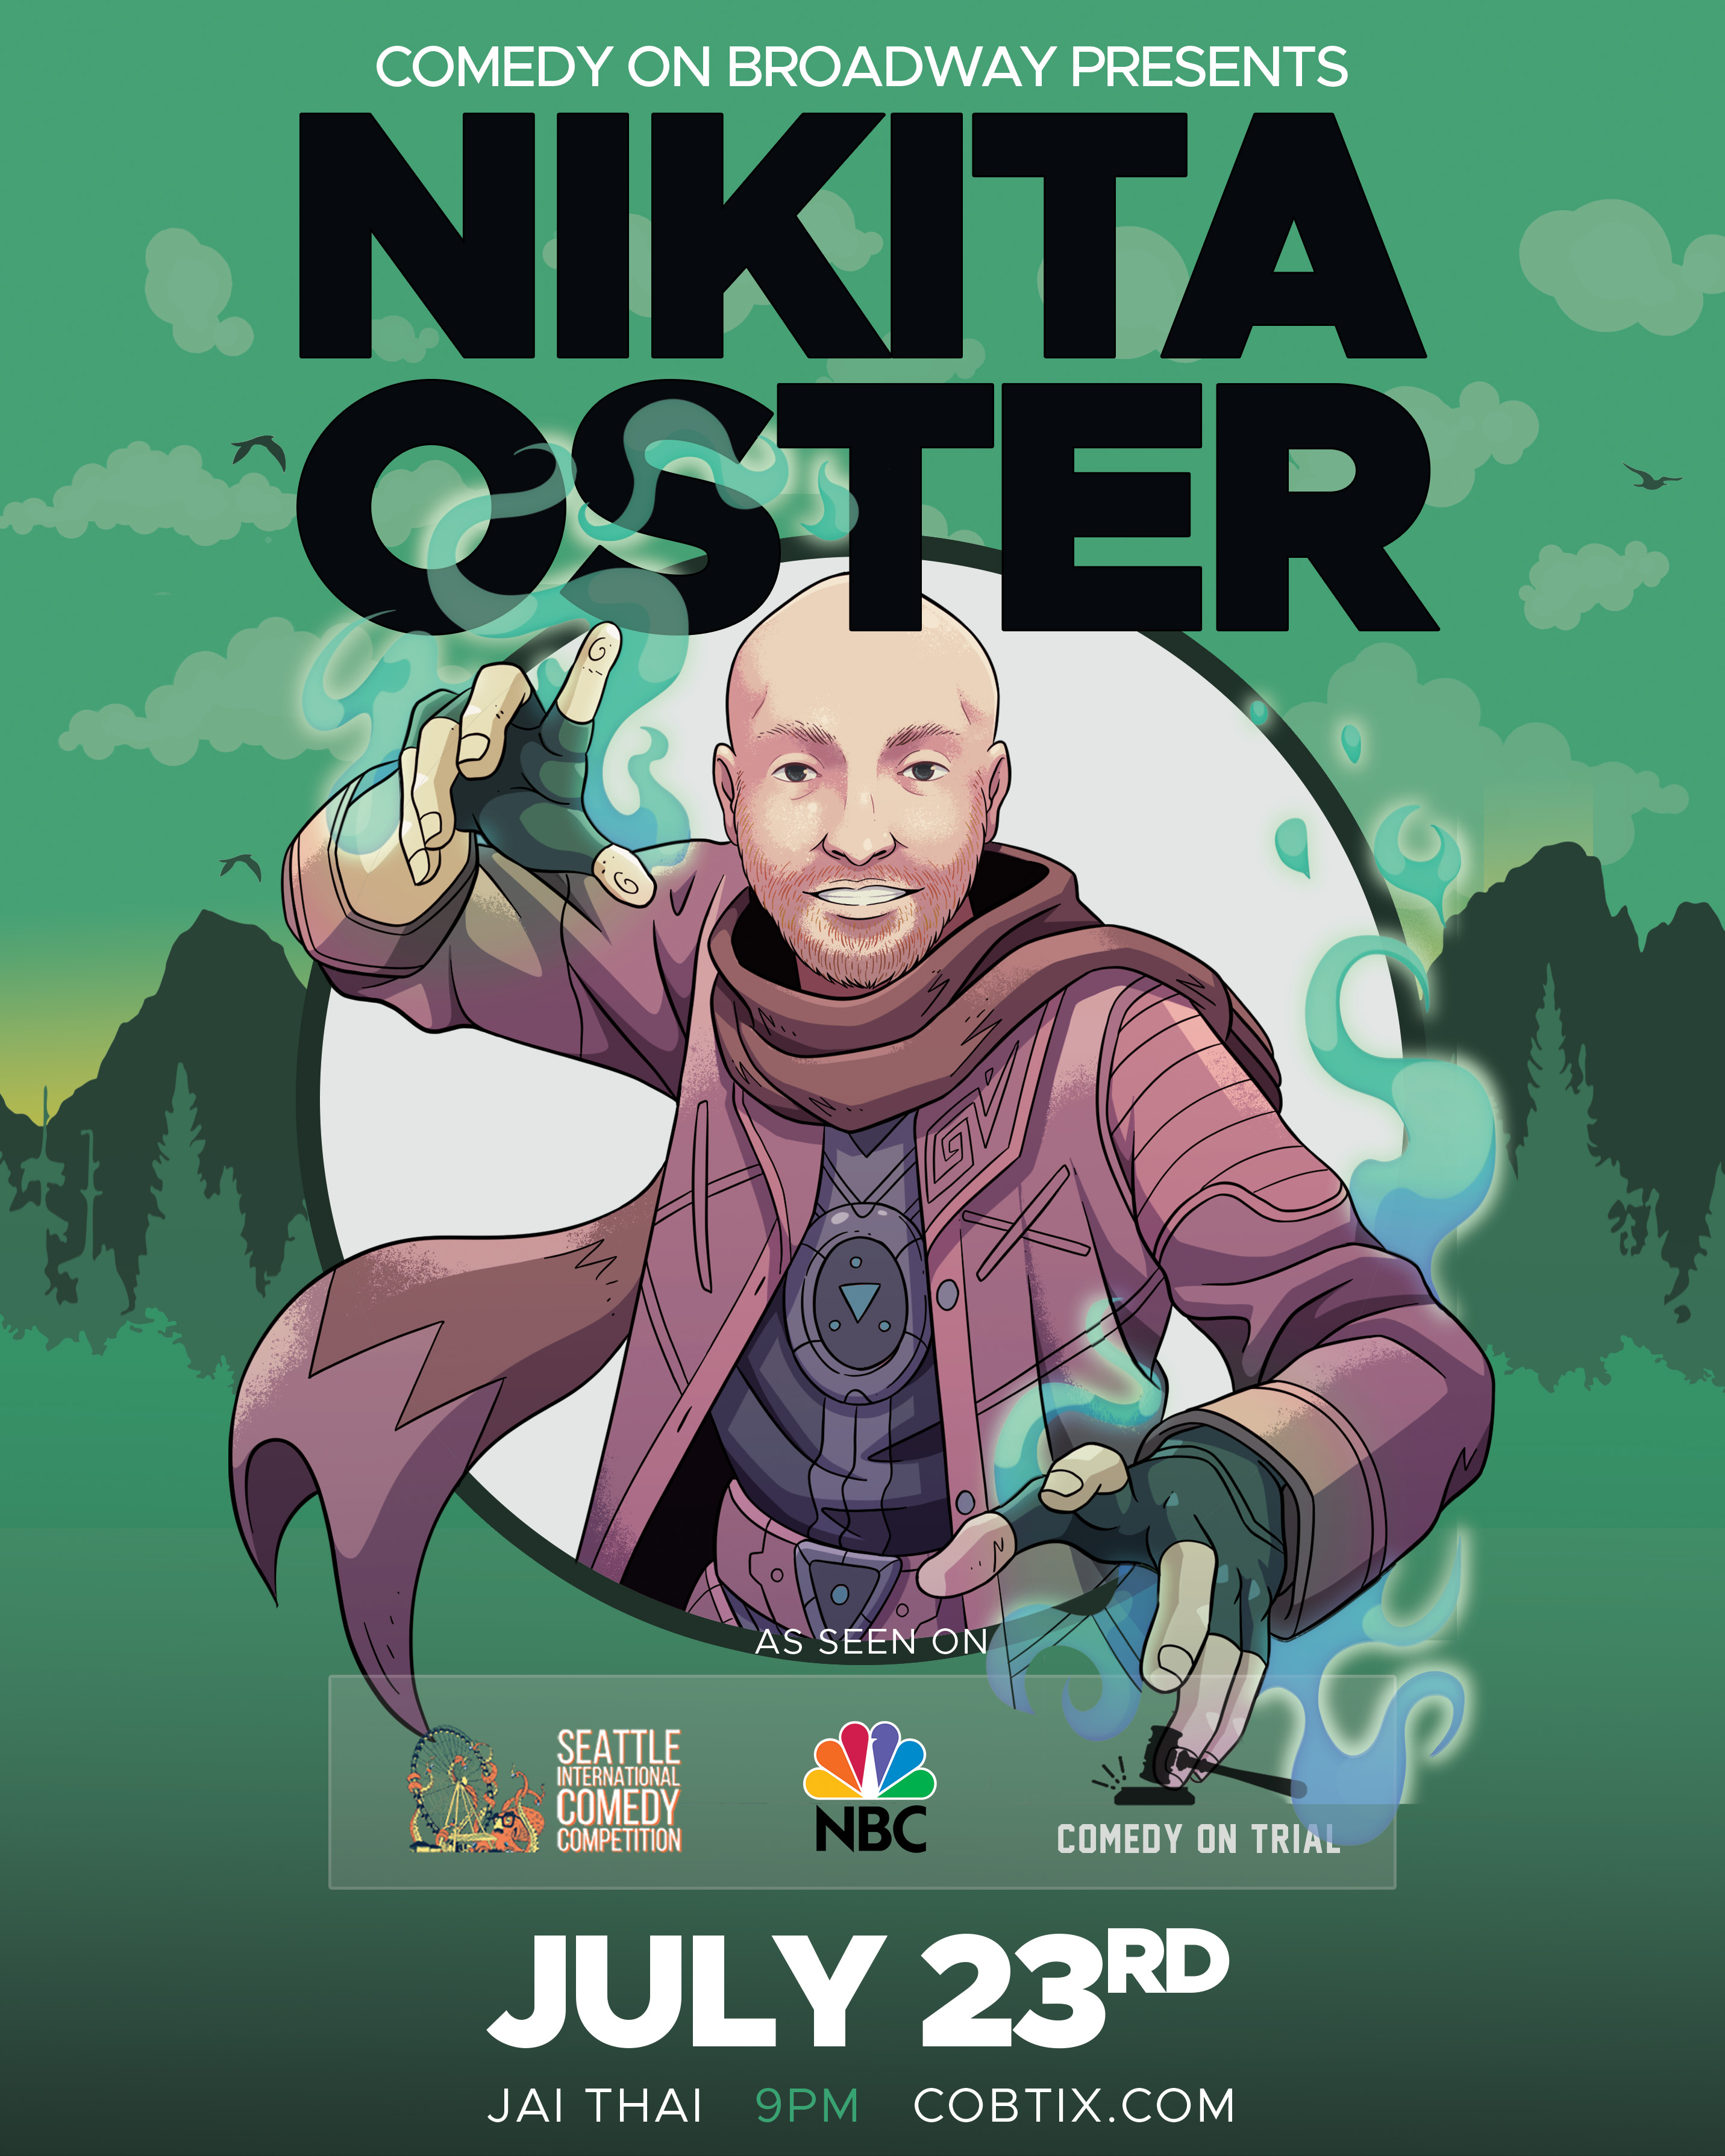 COMEDY ON BROADWAY PRESENTS
NIKITA
OSTER
AS SEEN ON
SEATTLE
INTERNATIONAL
COMEDY
COMPETITION
NBC
COMEDY ON TRIAL
JULY 23RD
JAI THAI 9PM COBTIX.COM